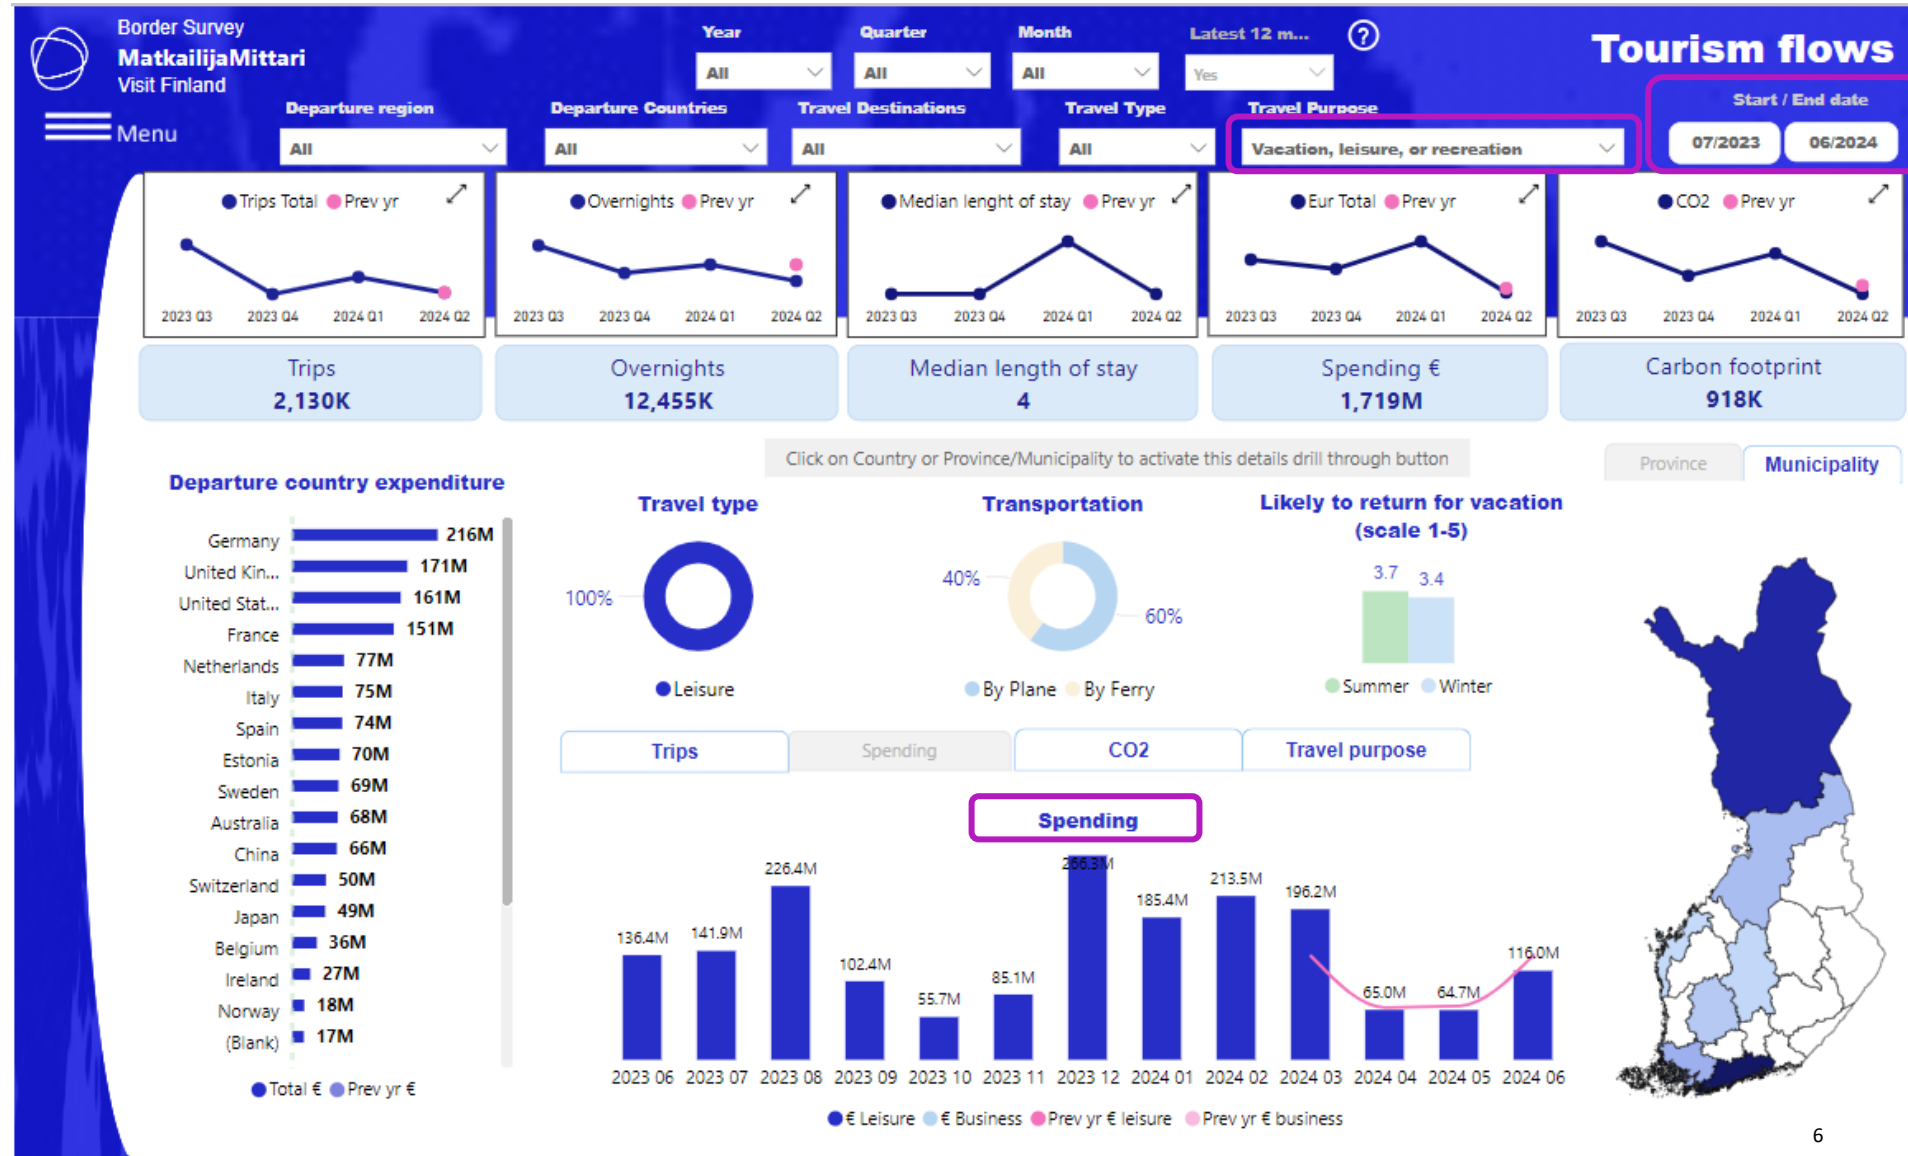 Border Survey
MatkailijaMittari
Visit Finland
Menu
Year
All
Quarter
All
Month
All
Latest 12 m...
Yes
?
Tourism flows
Start / End date
07/2023 06/2024
Departure region
All
Departure Countries
All
Travel Destinations
All
Travel Type
All
Travel Purpose
Vacation, leisure, or recreation
Trips Total Prev yr
2023 Q3 2023 Q4 2024 Q1 2024 Q2
Overnights Prev yr
2023 Q3 2023 Q4 2024 Q1 2024 Q2
Median lenght of stay Prev yr
2023 Q3 2023 Q4 2024 Q1 2024 Q2
Eur Total Prev yr
2023 Q3 2023 Q4 2024 Q1 2024 Q2
CO2 Prev yr
2023 Q3 2023 Q4 2024 Q1 2024 Q2
Trips
2,130K
Overnights
12,455K
Median length of stay
4
Spending €
1,719M
Carbon footprint
918K
Click on Country or Province/Municipality to activate this details drill through button
Province Municipality
Departure country expenditure
Germany 216M
United Kin... 171M
United Stat... 161M
France 151M
Netherlands 77M
Italy 75M
Spain 74M
Estonia 70M
Sweden 69M
Australia 68M
China 66M
Switzerland 50M
Japan 49M
Belgium 36M
Ireland 27M
Norway 18M
(Blank) 17M
Total € Prev yr €
Travel type
100%
Leisure
Transportation
40%
60%
By Plane By Ferry
Likely to return for vacation
(scale 1-5)
3.7 3.4
Summer Winter
Trips Spending CO2 Travel purpose
Spending
136.4M 141.9M 226.4M 102.4M 55.7M 85.1M 266.3M 185.4M 213.5M 196.2M 65.0M 64.7M 116.0M
2023 06 2023 07 2023 08 2023 09 2023 10 2023 11 2023 12 2024 01 2024 02 2024 03 2024 04 2024 05 2024 06
€ Leisure € Business Prev yr € leisure Prev yr € business
6